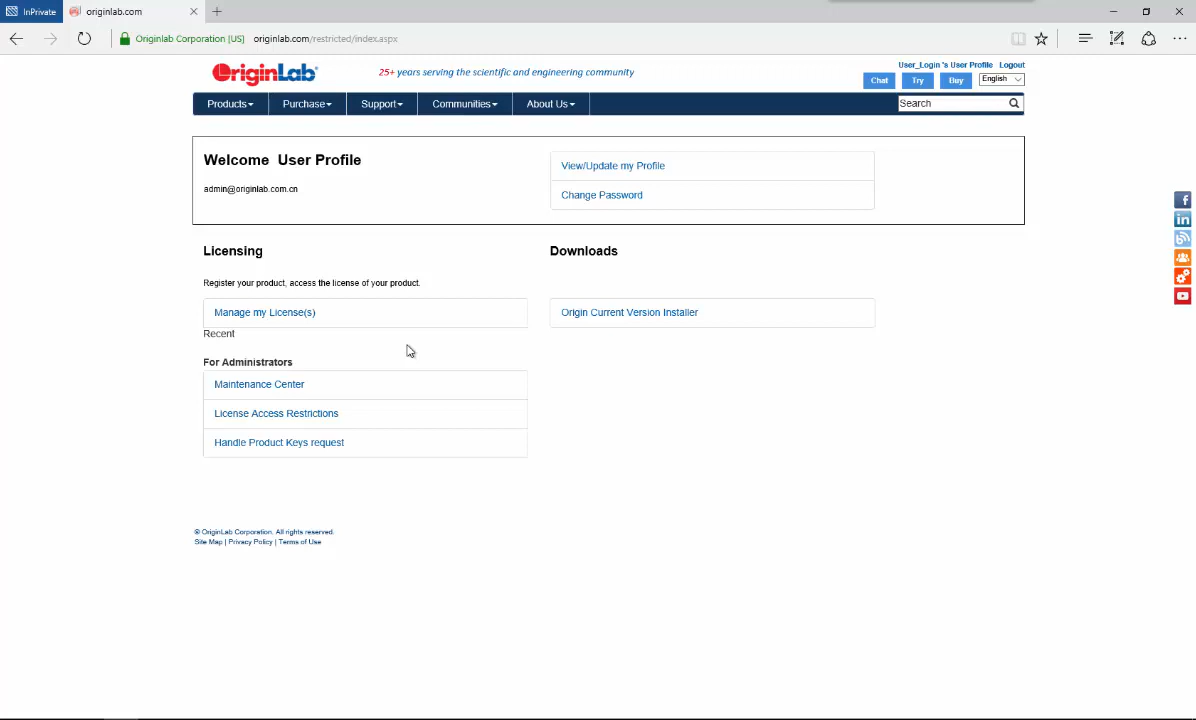 InPrivate
originlab.com
Originlab Corporation [US]
originlab.com/restricted/index.aspx
OriginLab
25+ years serving the scientific and engineering community
User_Login 's User Profile Logout
Chat Try Buy English
Products Purchase Support Communities About Us
Search
Welcome User Profile
admin@originlab.com.cn
View/Update my Profile
Change Password
Licensing
Register your product, access the license of your product.
Manage my License(s)
Recent
For Administrators
Maintenance Center
License Access Restrictions
Handle Product Keys request
Downloads
Origin Current Version Installer
© OriginLab Corporation. All rights reserved.
Site Map | Privacy Policy | Terms of Use